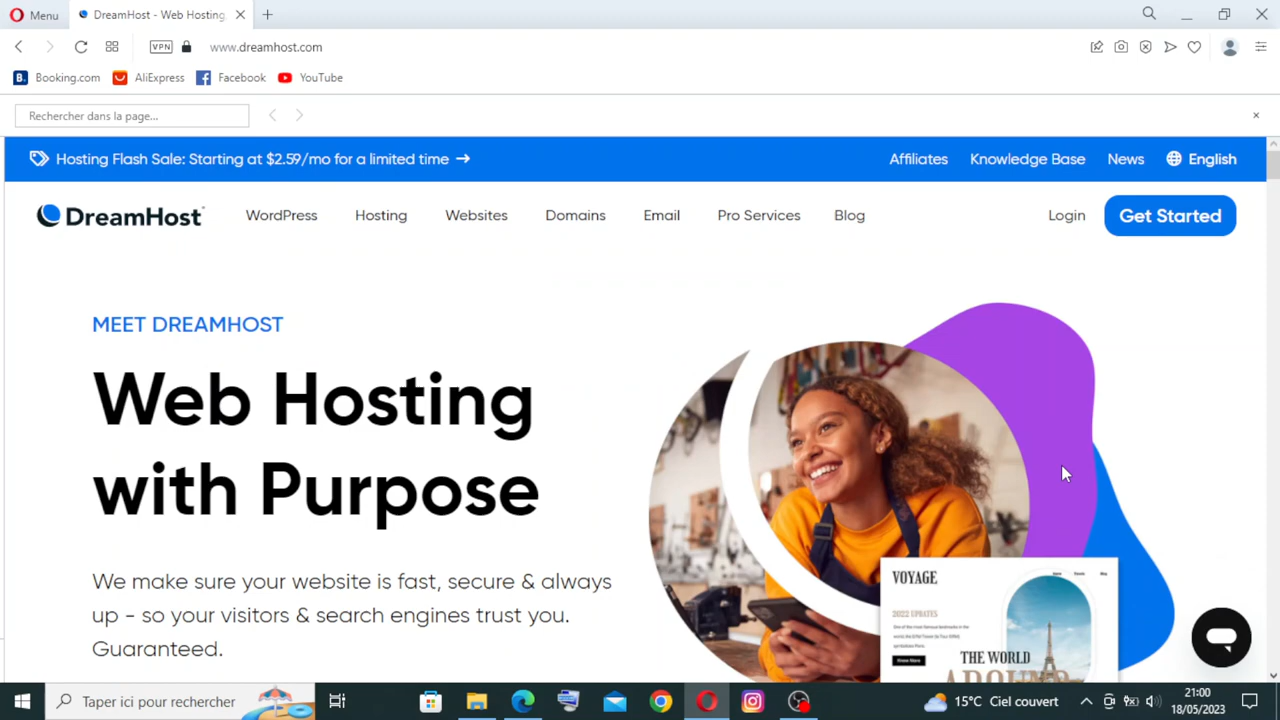 Menu
DreamHost - Web Hosting,
VPN
www.dreamhost.com
B. Booking.com AliExpress Facebook YouTube
Rechercher dans la page...
Hosting Flash Sale: Starting at $2.59/mo for a limited time →
Affiliates Knowledge Base News English
DreamHost
WordPress Hosting Websites Domains Email Pro Services Blog
Login Get Started
MEET DREAMHOST
Web Hosting
with Purpose
We make sure your website is fast, secure & always
up - so your visitors & search engines trust you.
Guaranteed.
VOYAGE
2022 UPDATES
THE WORLD
AROUND
Taper ici pour rechercher
15°C Ciel couvert
21:00
18/05/2023